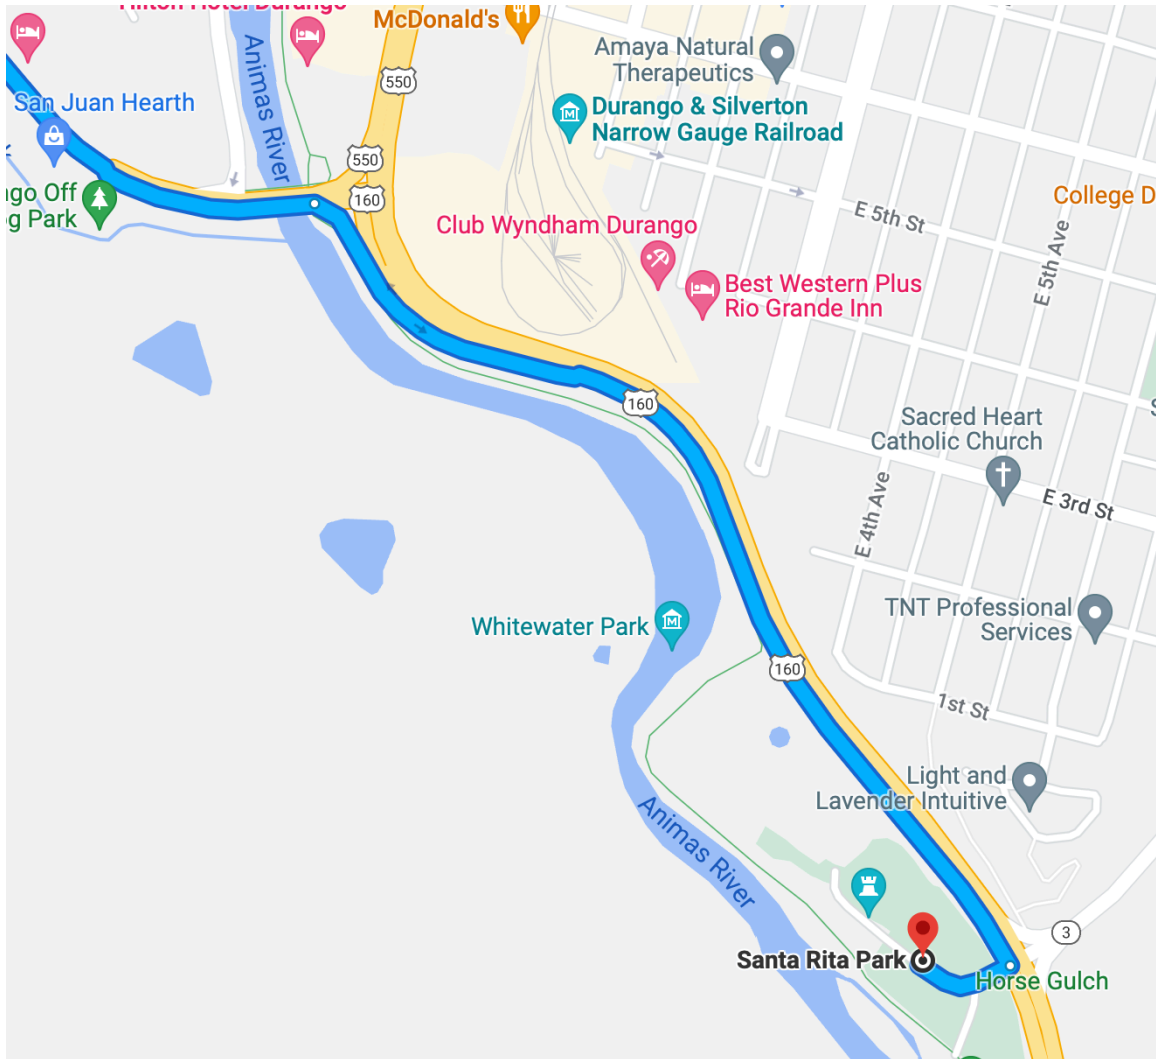 Hilton Hotel Durango
McDonald's
Animas River
550
Amaya Natural
Therapeutics
San Juan Hearth
Durango & Silverton
Narrow Gauge Railroad
550
160
ago Off
g Park
College D
E 5th St
E 5th Ave
Club Wyndham Durango
Best Western Plus
Rio Grande Inn
160
Sacred Heart
Catholic Church
E 3rd St
E 4th Ave
TNT Professional
Services
Whitewater Park
160
1st St
Light and
Lavender Intuitive
Animas River
3
Santa Rita Park
Horse Gulch